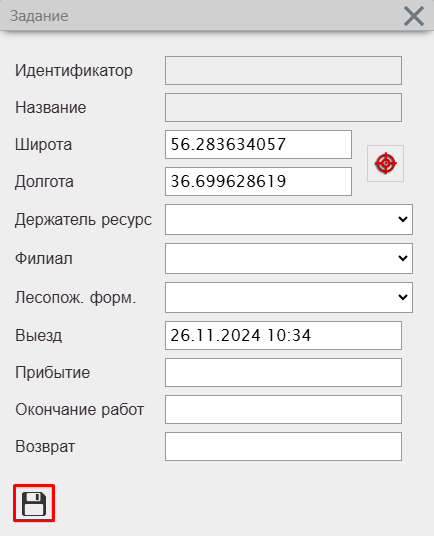 Задание
Идентификатор
Название
Широта 56.283634057
Долгота 36.699628619
Держатель ресурс
Филиал
Лесопож. форм.
Выезд 26.11.2024 10:34
Прибытие
Окончание работ
Возврат